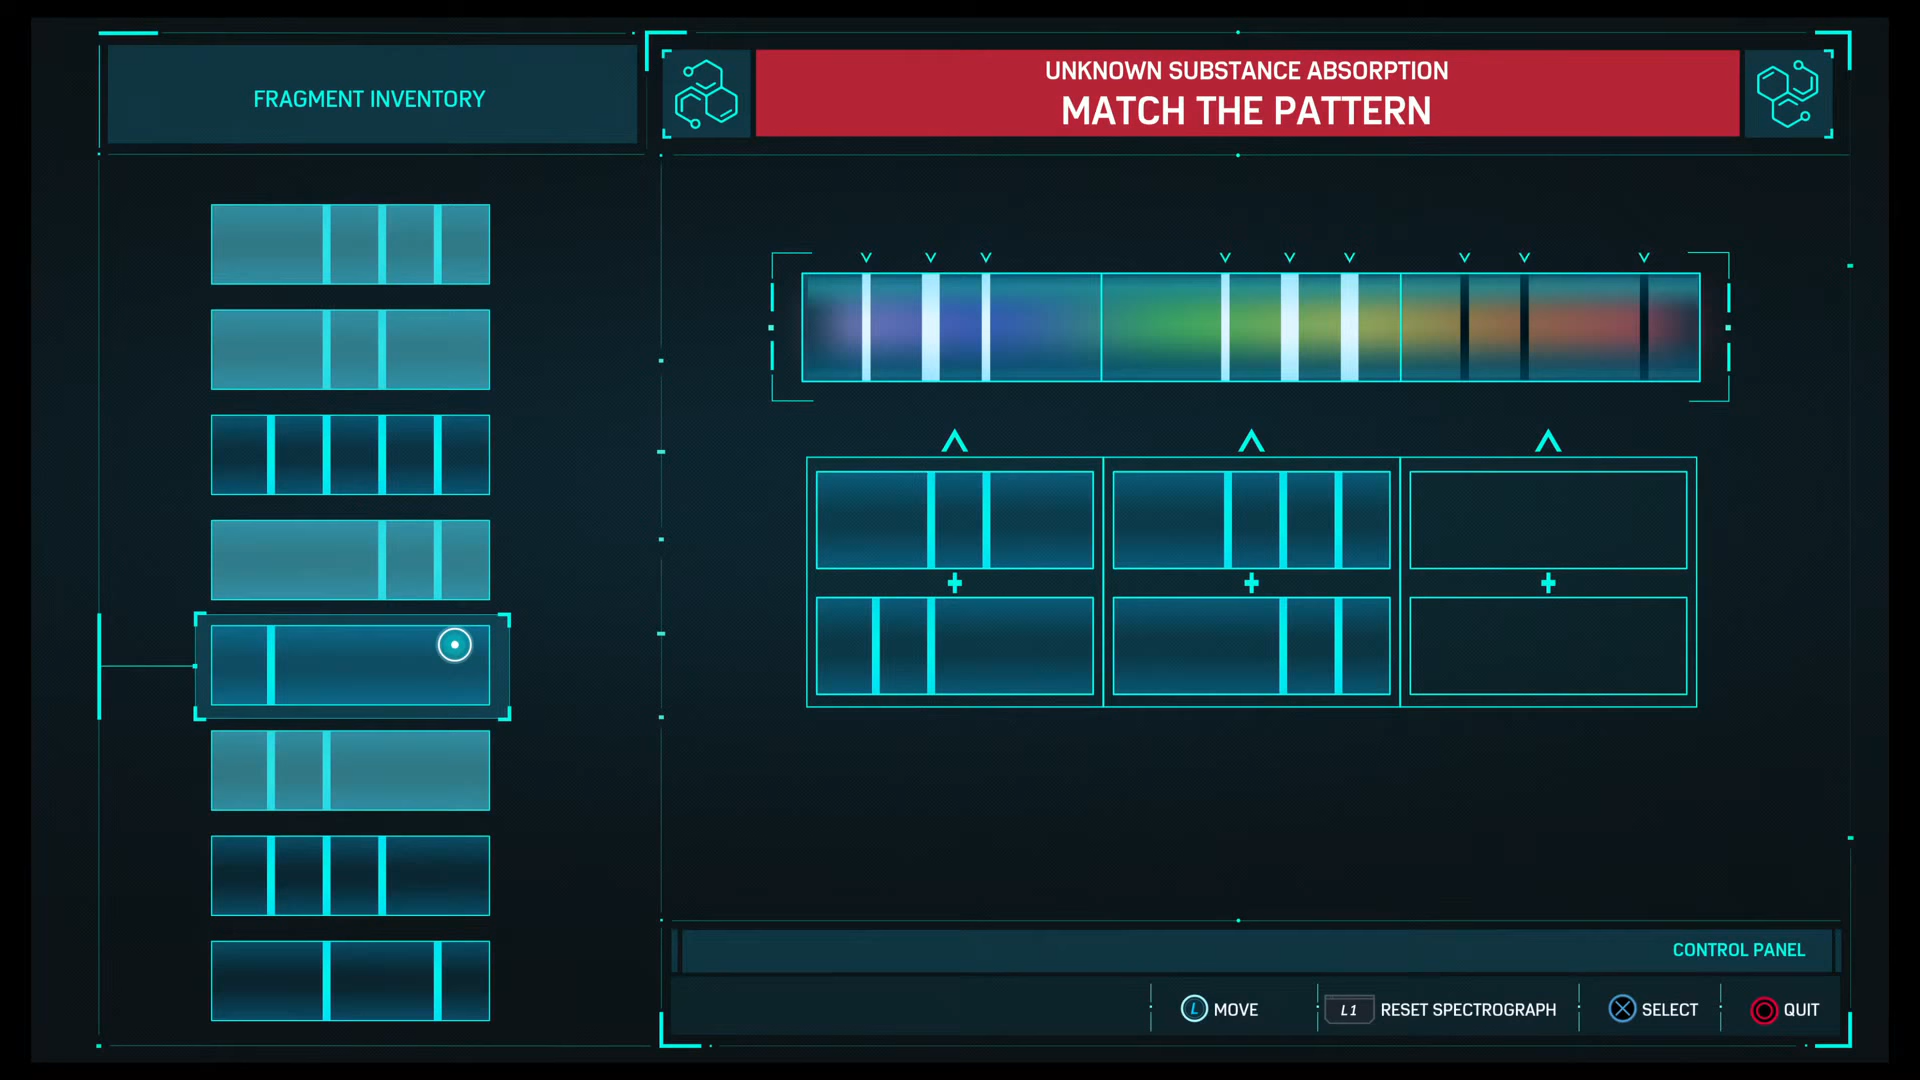 FRAGMENT INVENTORY
UNKNOWN SUBSTANCE ABSORPTION
MATCH THE PATTERN
CONTROL PANEL
L MOVE
L1 RESET SPECTROGRAPH
SELECT
QUIT